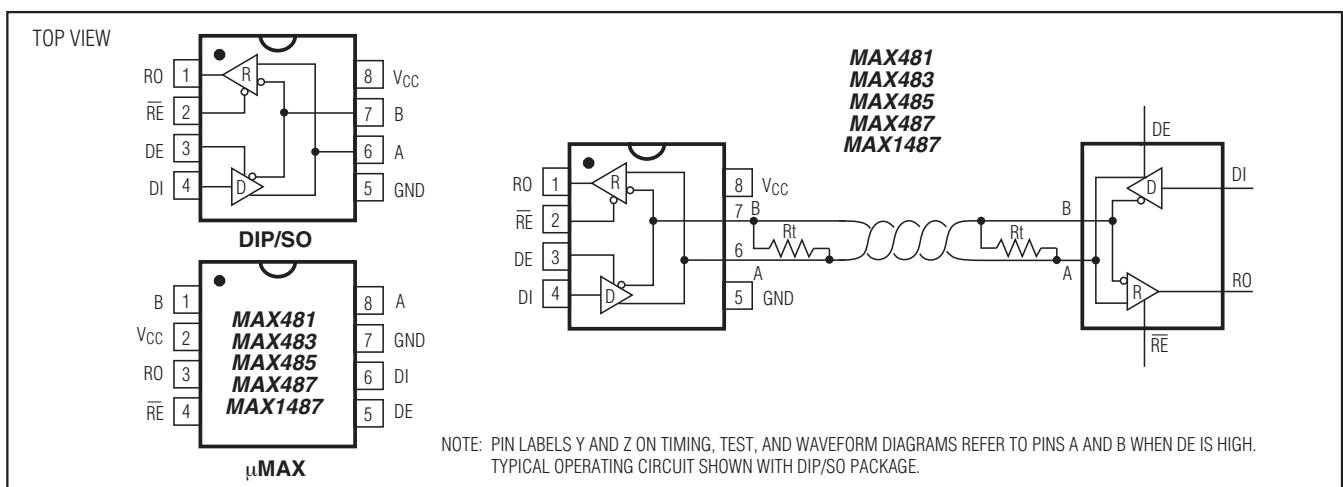 TOP VIEW
RO 1
RE 2
DE 3
DI 4
8 VCC
7 B
6 A
5 GND
R
D
DIP/SO
B 1
VCC 2
RO 3
RE 4
8 A
7 GND
6 DI
5 DE
MAX481
MAX483
MAX485
MAX487
MAX1487
μMAX
MAX481
MAX483
MAX485
MAX487
MAX1487
RO 1
RE 2
DE 3
DI 4
R
D
8 VCC
7 B
6
A
5 GND
Rt
Rt
B
A
DE
D
DI
R
RO
RE
NOTE: PIN LABELS Y AND Z ON TIMING, TEST, AND WAVEFORM DIAGRAMS REFER TO PINS A AND B WHEN DE IS HIGH.
TYPICAL OPERATING CIRCUIT SHOWN WITH DIP/SO PACKAGE.